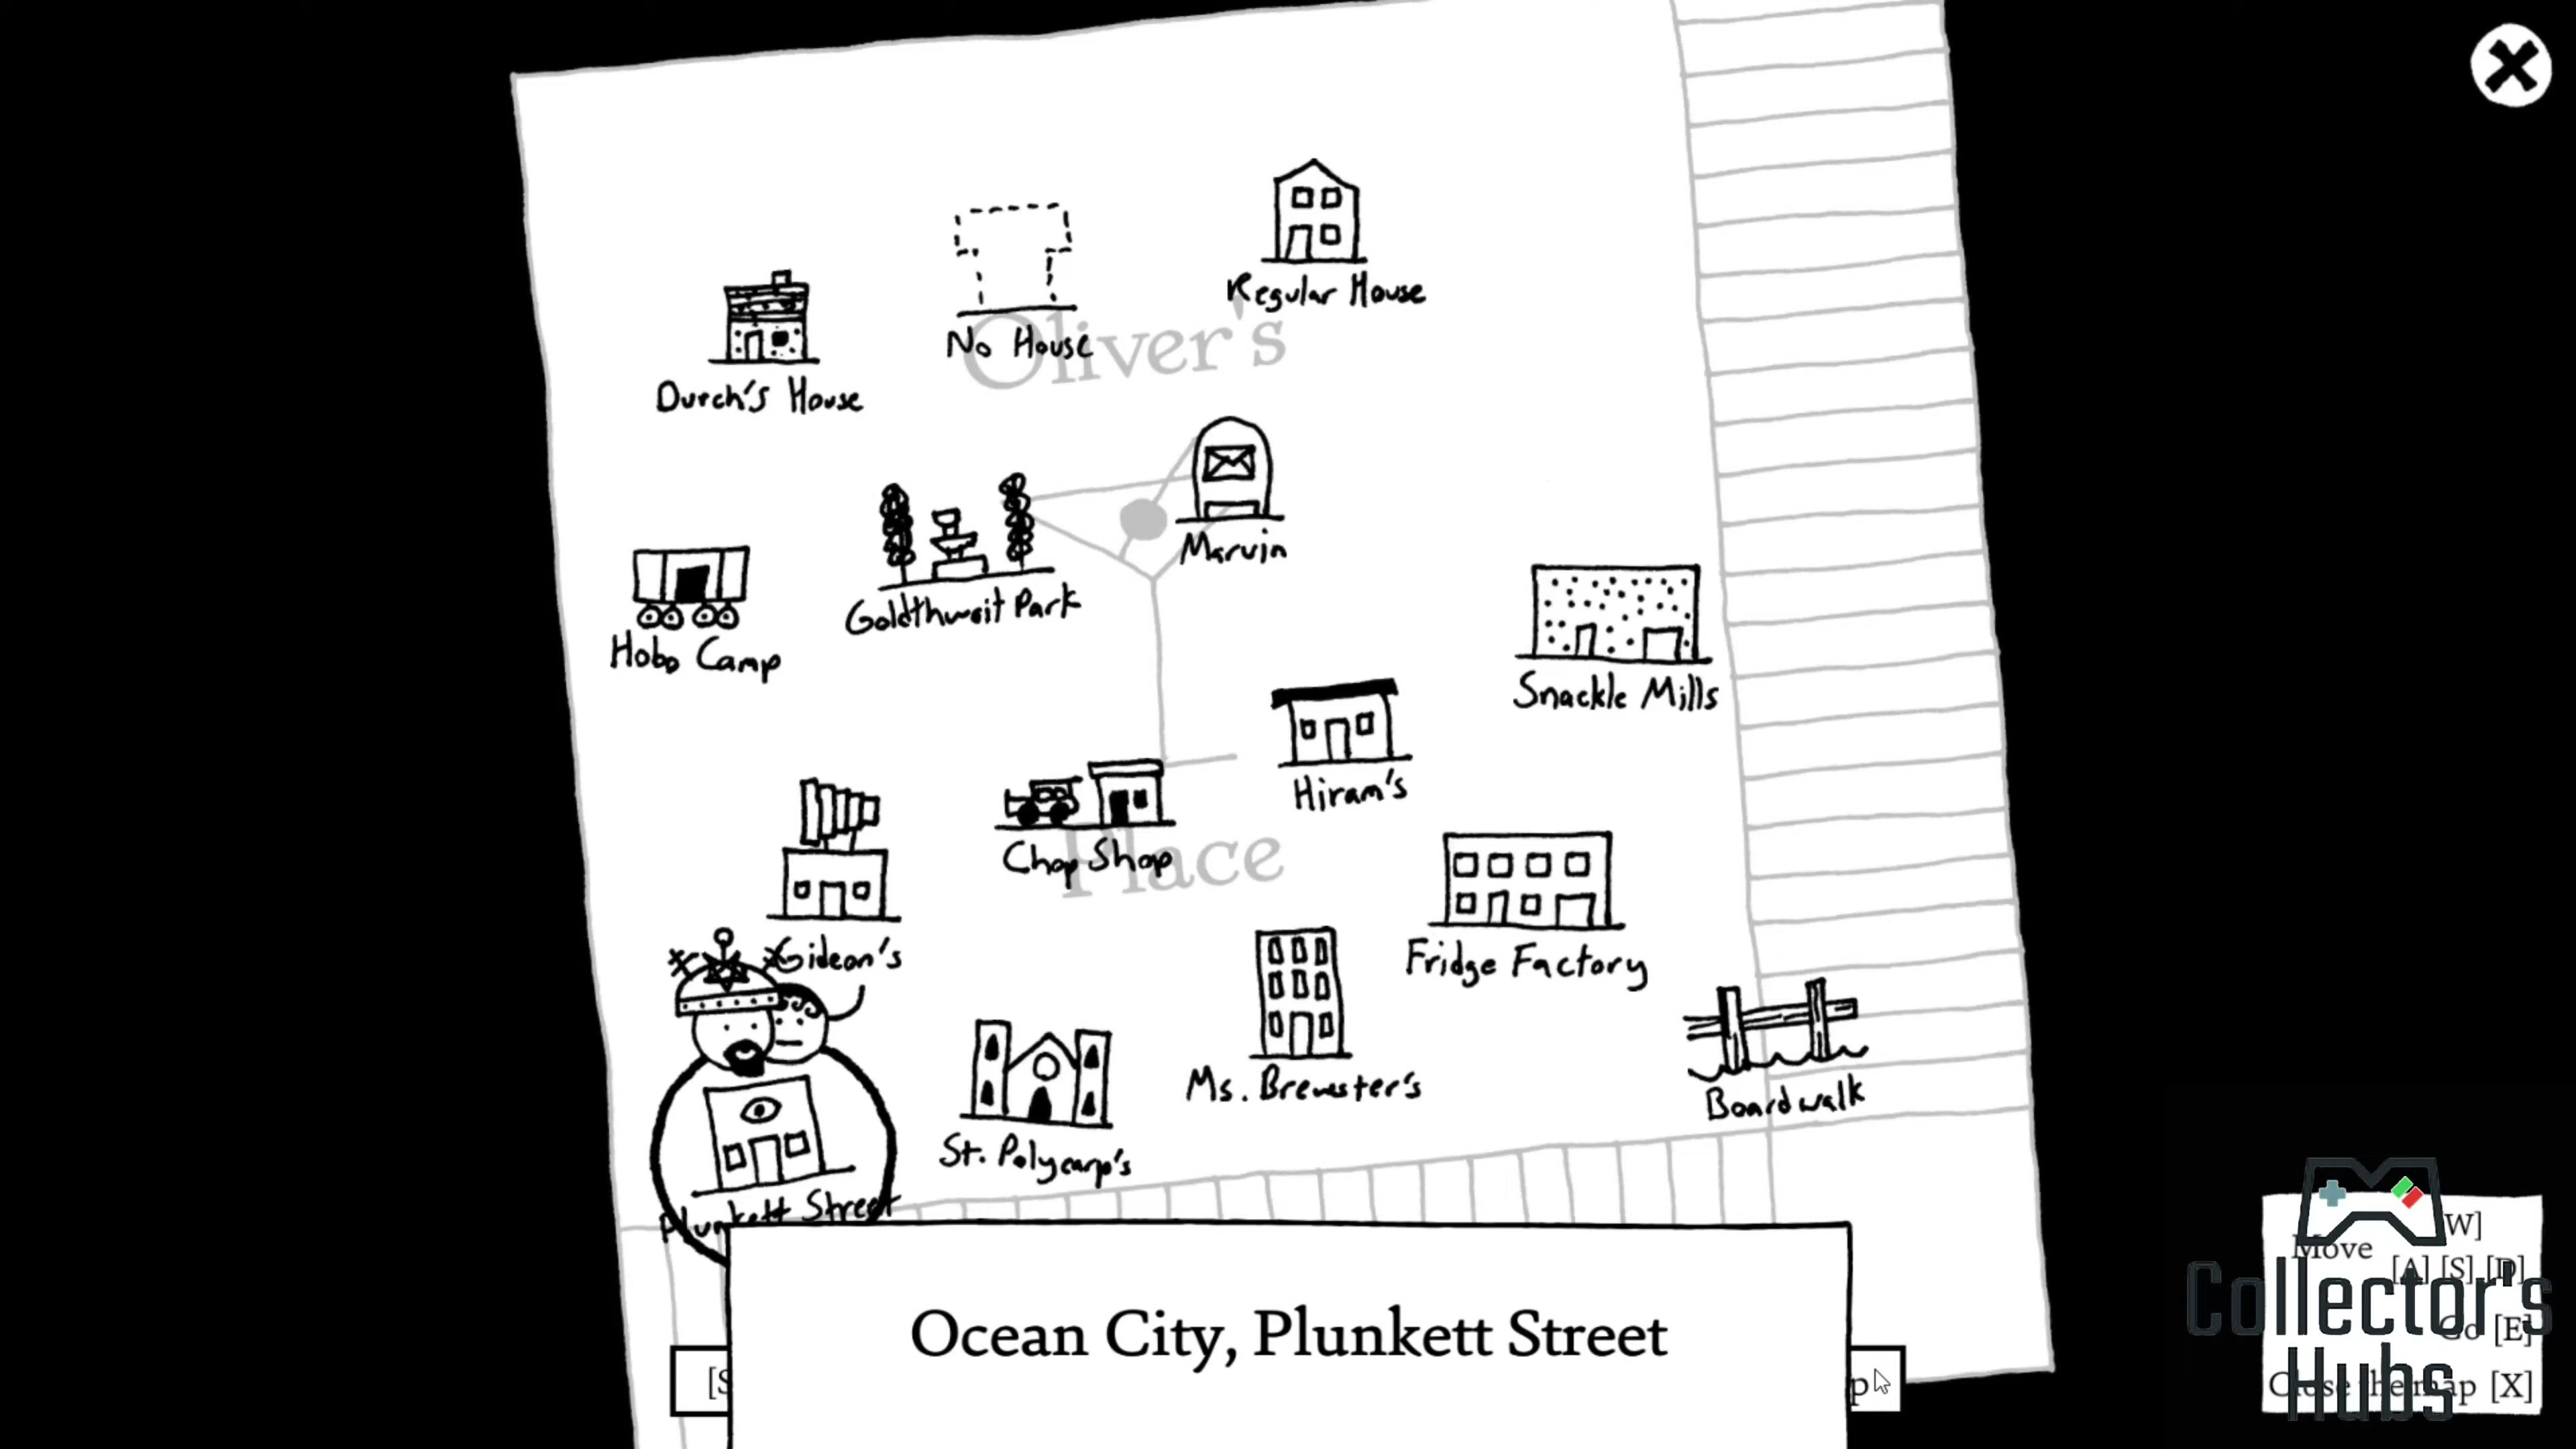 Regular House
No House
Oliver's
Durch's House
Marvin
Goldthwait Park
Hobo Camp
Snackle Mills
Hiram's
Chop Shop
Place
Gideon's
Fridge Factory
Ms. Brewster's
Boardwalk
St. Polycarp's
Plunkett Street
Ocean City, Plunkett Street
W]
Move [A] [S] [D]
Go [E]
Close the map [X]
Collector's
Hubs